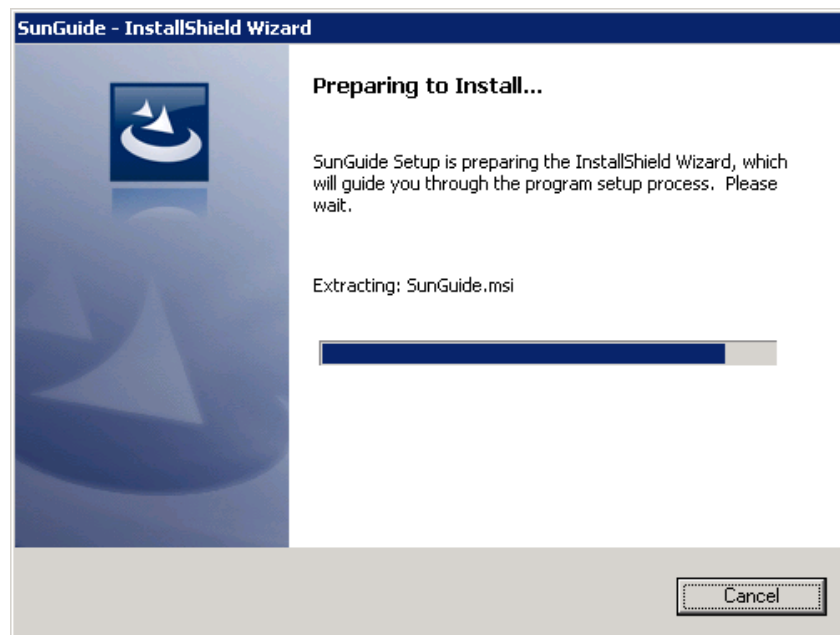 SunGuide - InstallShield Wizard
Preparing to Install...
SunGuide Setup is preparing the InstallShield Wizard, which
will guide you through the program setup process.  Please
wait.
Extracting: SunGuide.msi
Cancel